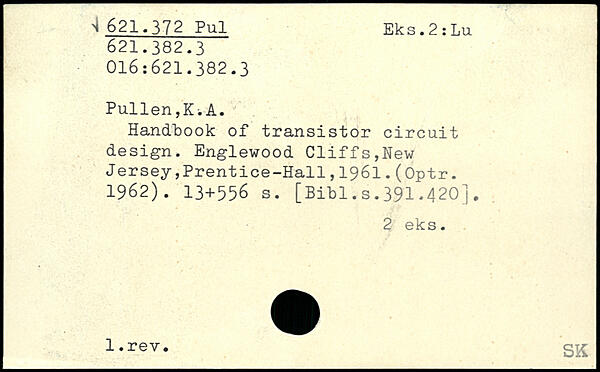 621.372 Pul Eks.2:Lu
621.382.3
016:621.382.3
Pullen,K.A.
Handbook of transistor circuit
design. Englewood Cliffs,New
Jersey,Prentice-Hall,1961.(Optr.
1962). 13+556 s. [Bibl.s.391.420].
2 eks.
1.rev.
SK